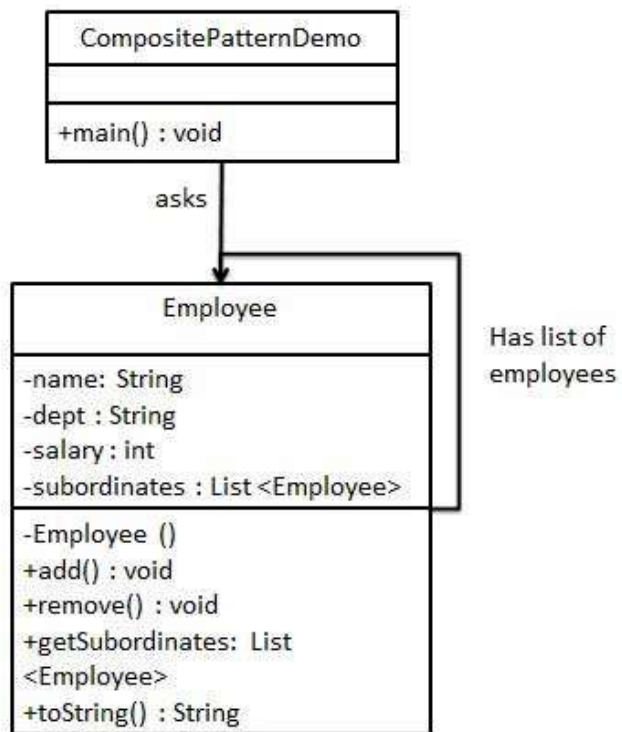 CompositePatternDemo
+main() : void
asks
Employee
Has list of
employees
-name: String
-dept : String
-salary : int
-subordinates : List <Employee>
-Employee ()
+add() : void
+remove() : void
+getSubordinates: List
<Employee>
+toString() : String